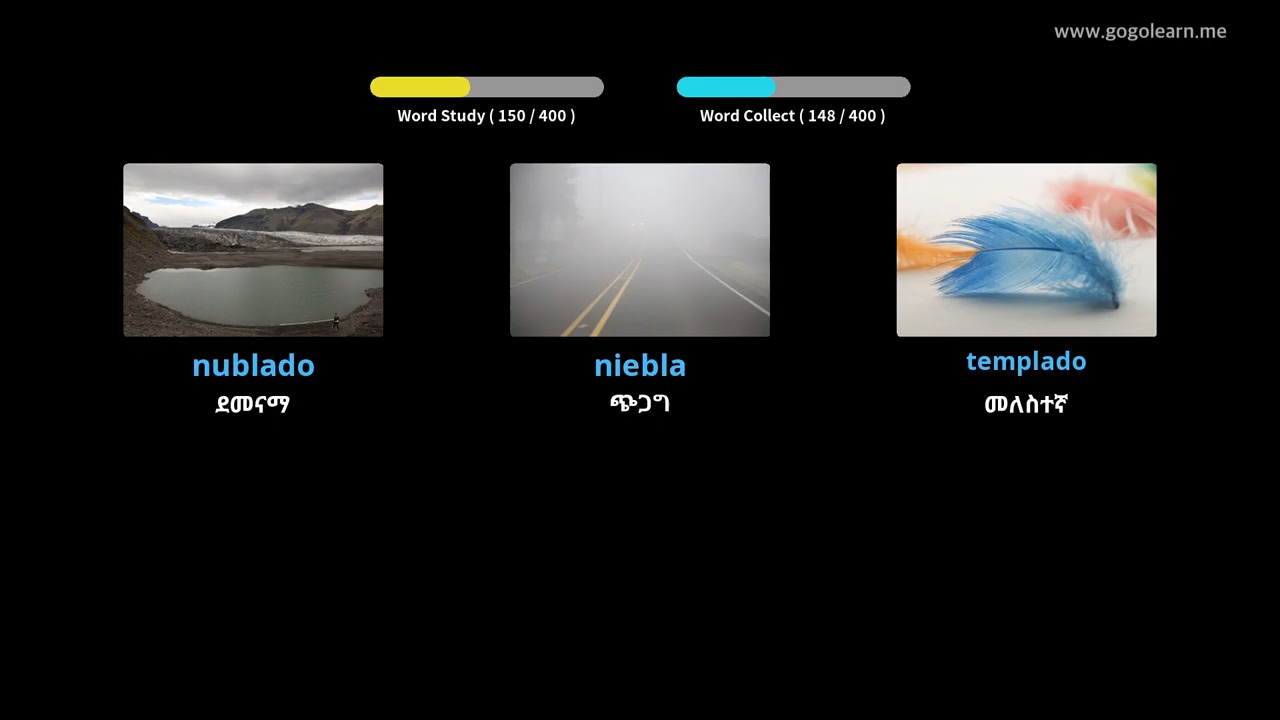 www.gogolearn.me
Word Study ( 150 / 400 )
Word Collect ( 148 / 400 )
nublado
ደመናማ
niebla
ጭጋግ
templado
መለስተኛ